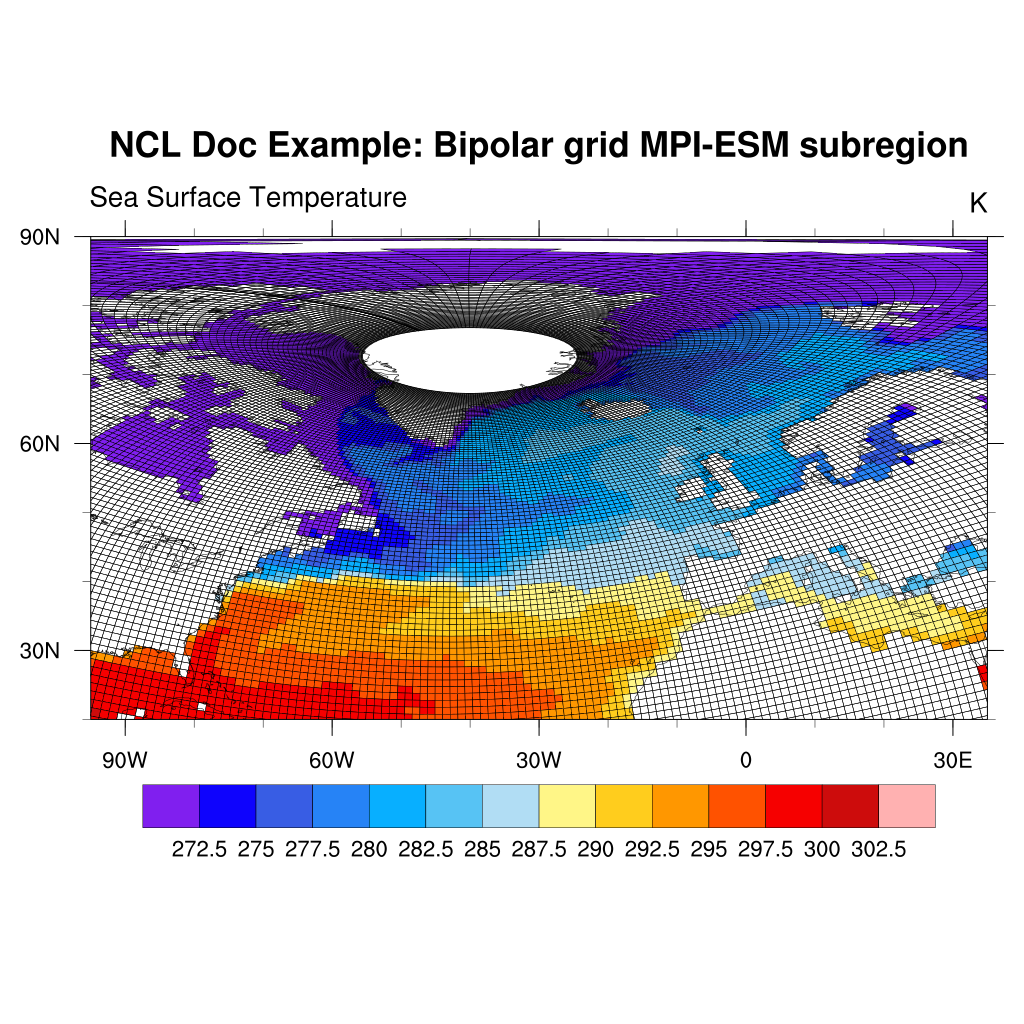 NCL Doc Example: Bipolar grid MPI-ESM subregion
Sea Surface Temperature K
90N
60N
30N
90W 60W 30W 0 30E
272.5 275 277.5 280 282.5 285 287.5 290 292.5 295 297.5 300 302.5